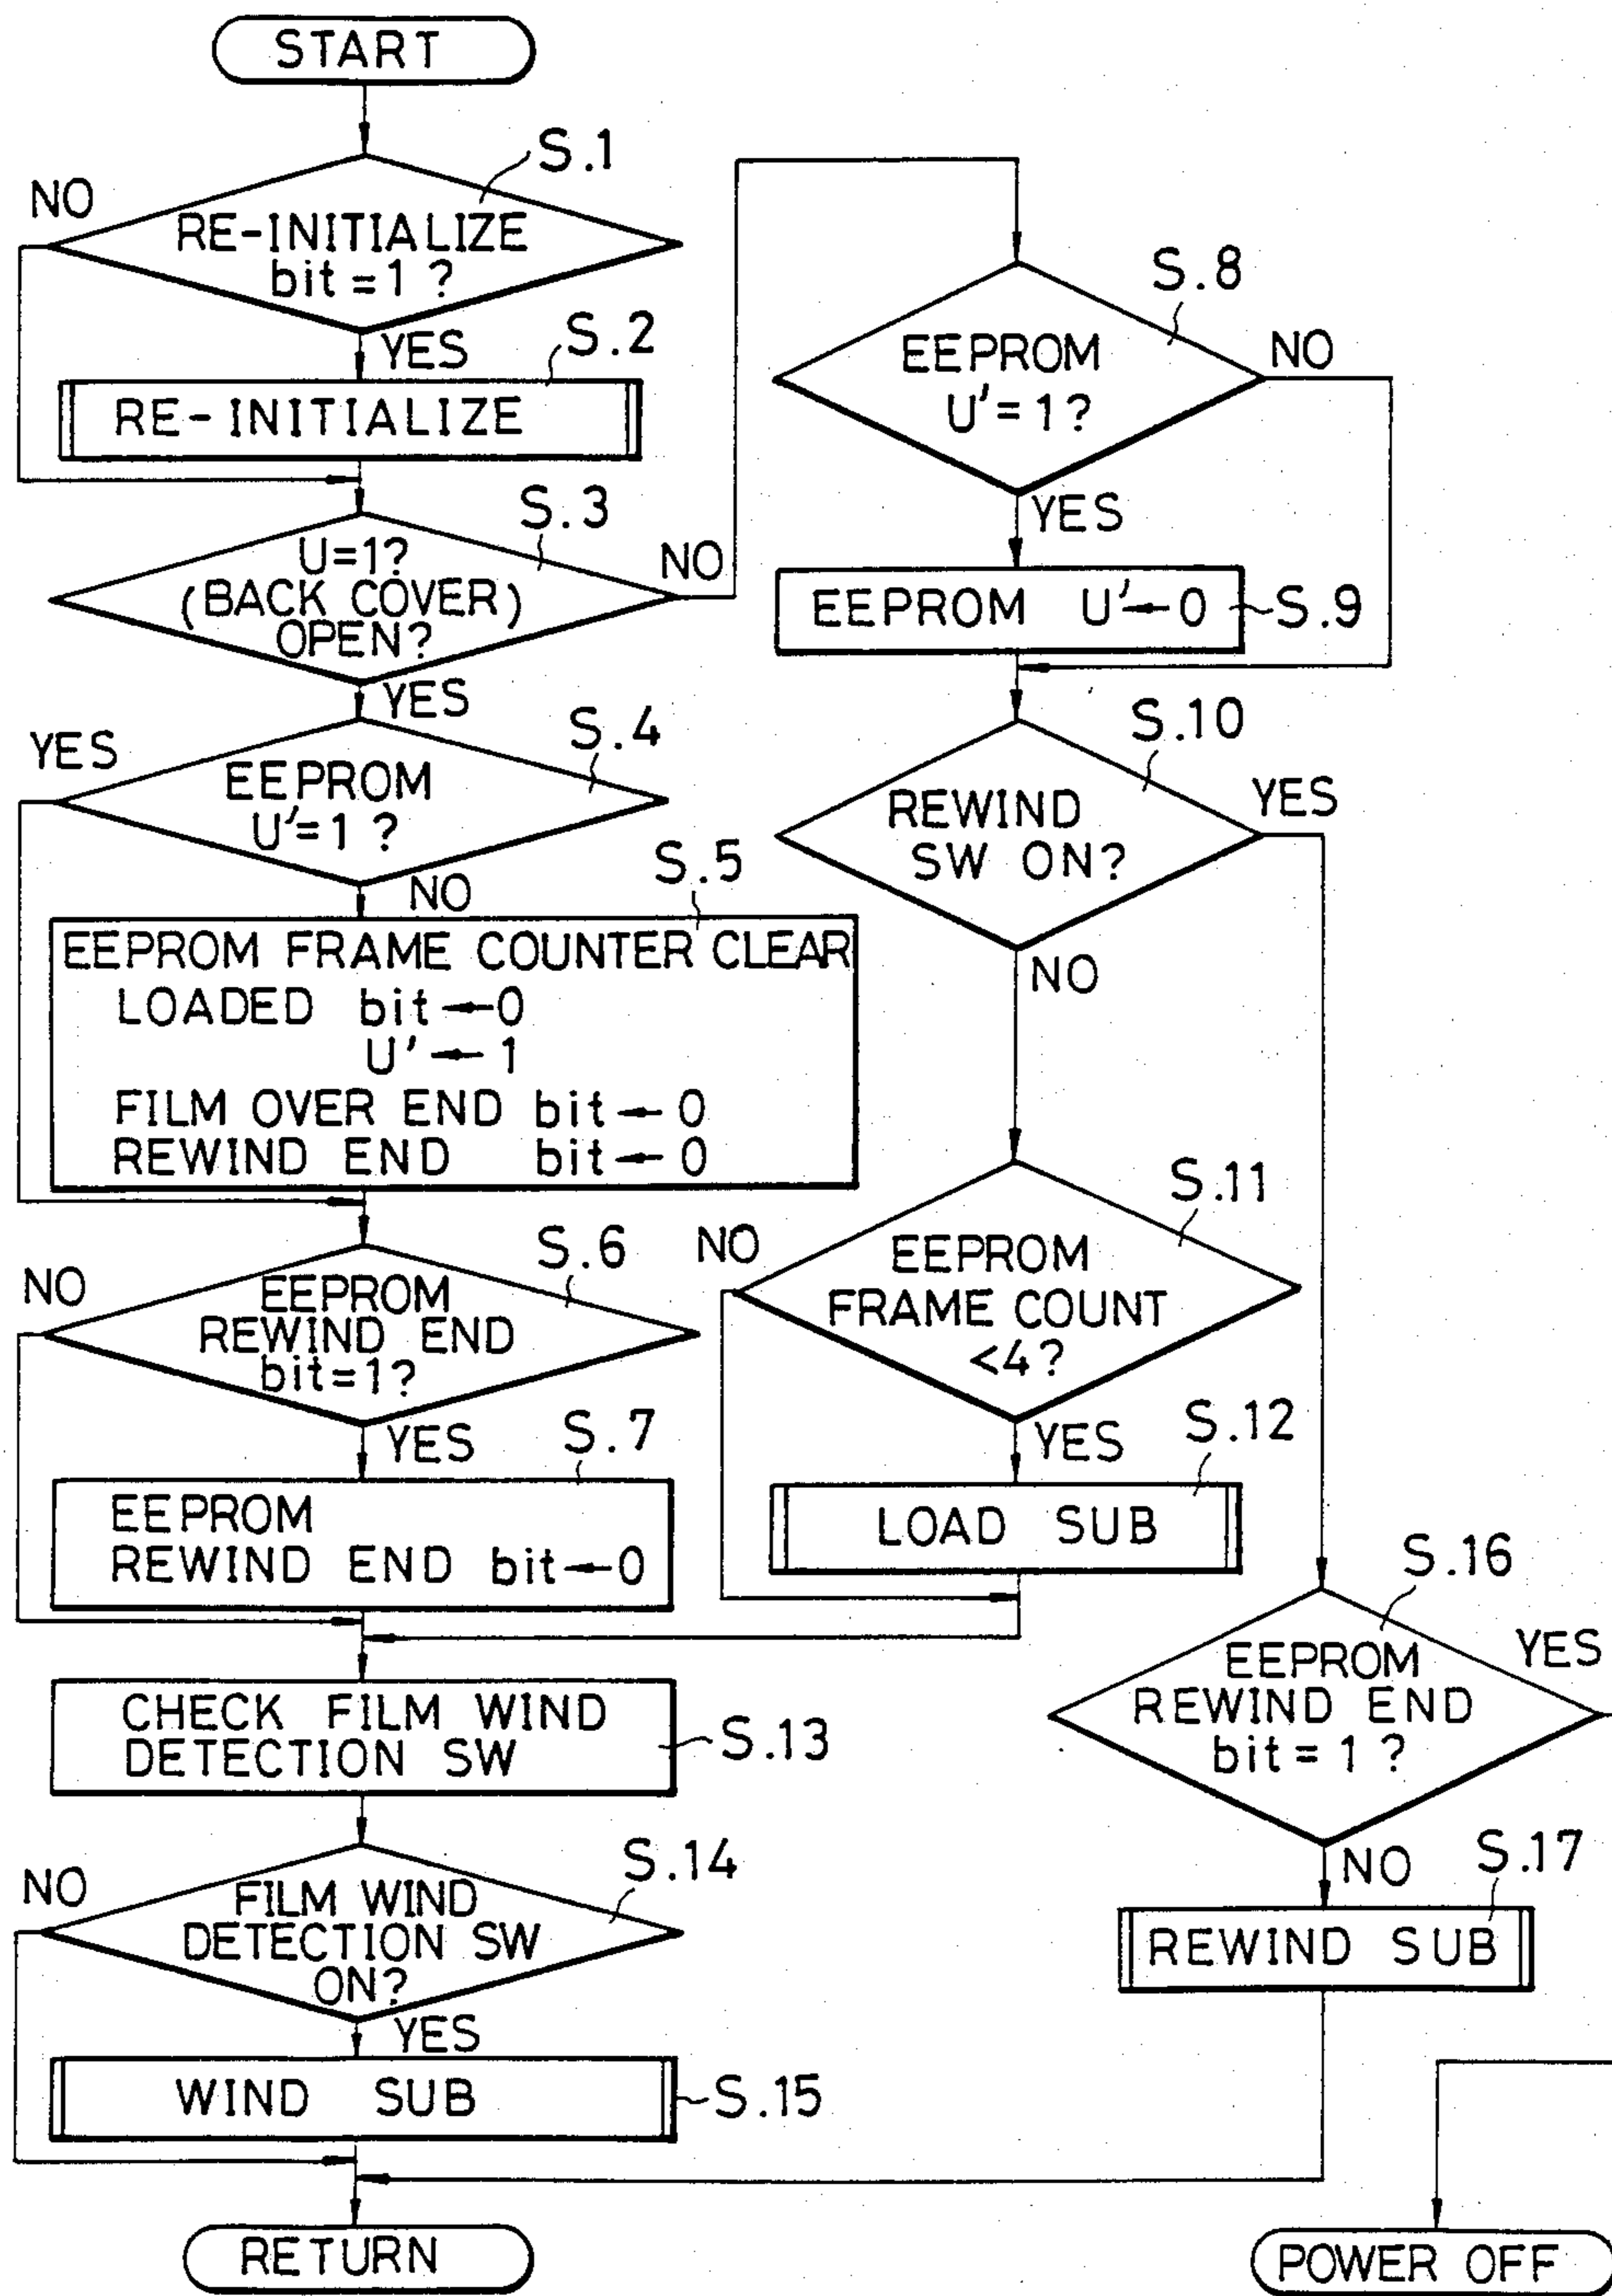 START
S.1
NO
RE-INITIALIZE
bit=1?
YES
S.2
RE-INITIALIZE
S.3
U=1?
(BACK COVER)
OPEN?
NO
YES
S.4
YES
EEPROM
U'=1?
NO
S.5
EEPROM FRAME COUNTER CLEAR
LOADED bit←0
U'←1
FILM OVER END bit←0
REWIND END bit←0
S.6
NO
EEPROM
REWIND END
bit=1?
YES
S.7
EEPROM
REWIND END bit←0
CHECK FILM WIND
DETECTION SW
S.13
S.14
NO
FILM WIND
DETECTION SW
ON?
YES
WIND SUB
S.15
RETURN
S.8
EEPROM
U'=1?
NO
YES
EEPROM U'←0
S.9
S.10
REWIND
SW ON?
YES
NO
S.11
NO
EEPROM
FRAME COUNT
<4?
YES
S.12
LOAD SUB
S.16
EEPROM
REWIND END
bit=1?
YES
NO
S.17
REWIND SUB
POWER OFF